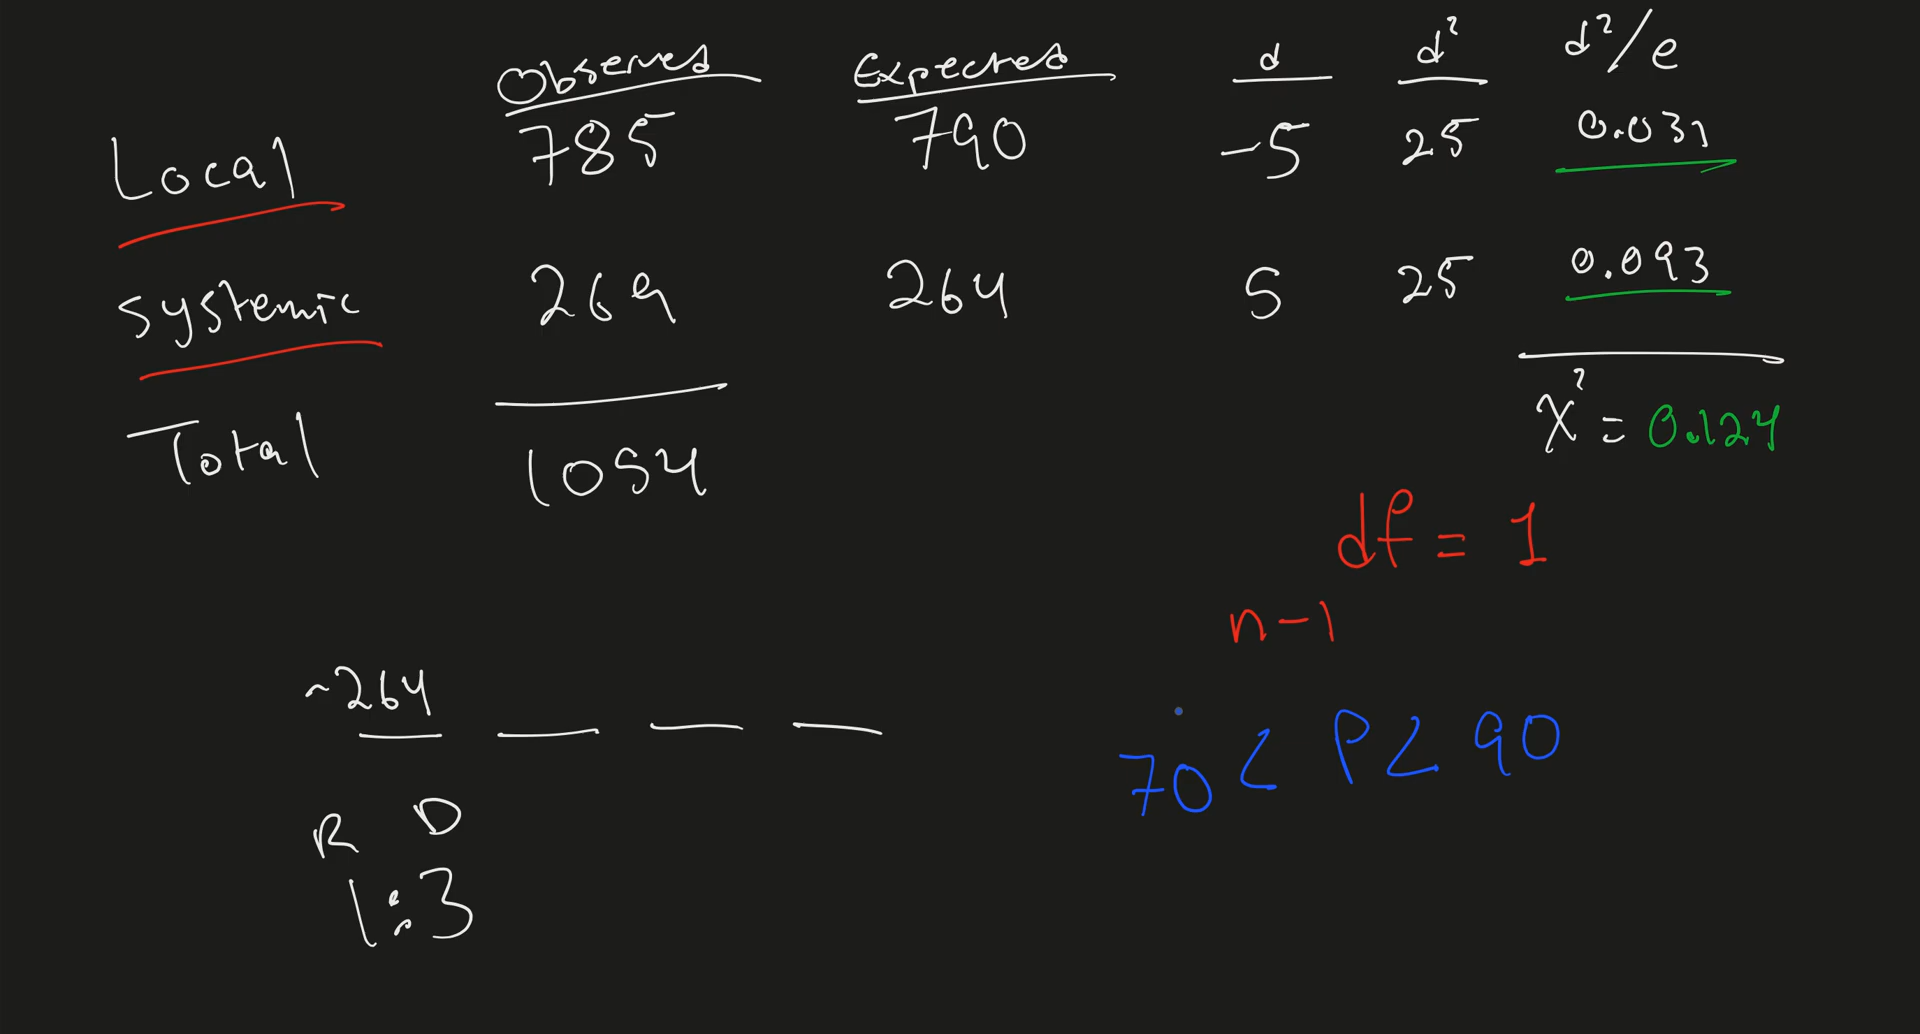 Observed Expected d d² d²/e
Local 785 790 -5 25 0.031
systemic 269 264 5 25 0.093
Total 1054
χ² = 0.124
df = 1
n-1
~264
70 < P < 90
R D
1:3